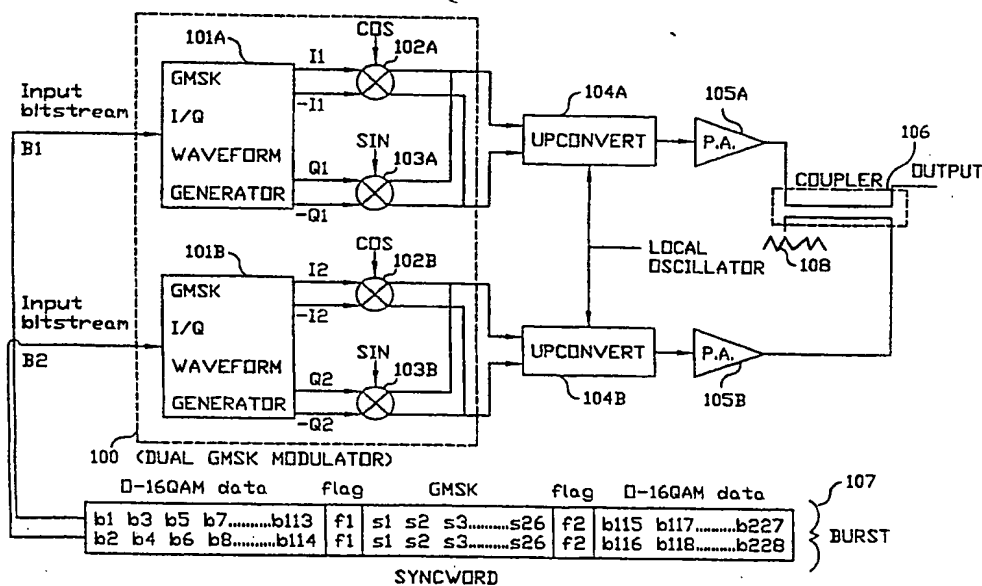 COS
101A
102A
I1
GMSK
-I1
104A
105A
Input
bitstream
I/Q
UPCONVERT
P.A.
106
B1
WAVEFORM
SIN
103A
COUPLER
OUTPUT
Q1
GENERATOR
-Q1
COS
LOCAL
OSCILLATOR
108
101B
102B
I2
GMSK
-I2
Input
bitstream
I/Q
UPCONVERT
P.A.
B2
WAVEFORM
SIN
103B
104B
105B
Q2
GENERATOR
-Q2
100 (DUAL GMSK MODULATOR)
O-16QAM data flag GMSK flag O-16QAM data
107
b1 b3 b5 b7..........b113 f1 s1 s2 s3.........s26 f2 b115 b117.........b227
b2 b4 b6 b8..........b114 f1 s1 s2 s3.........s26 f2 b116 b118.........b228
BURST
SYNCWORD